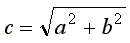 c = √(a² + b²)